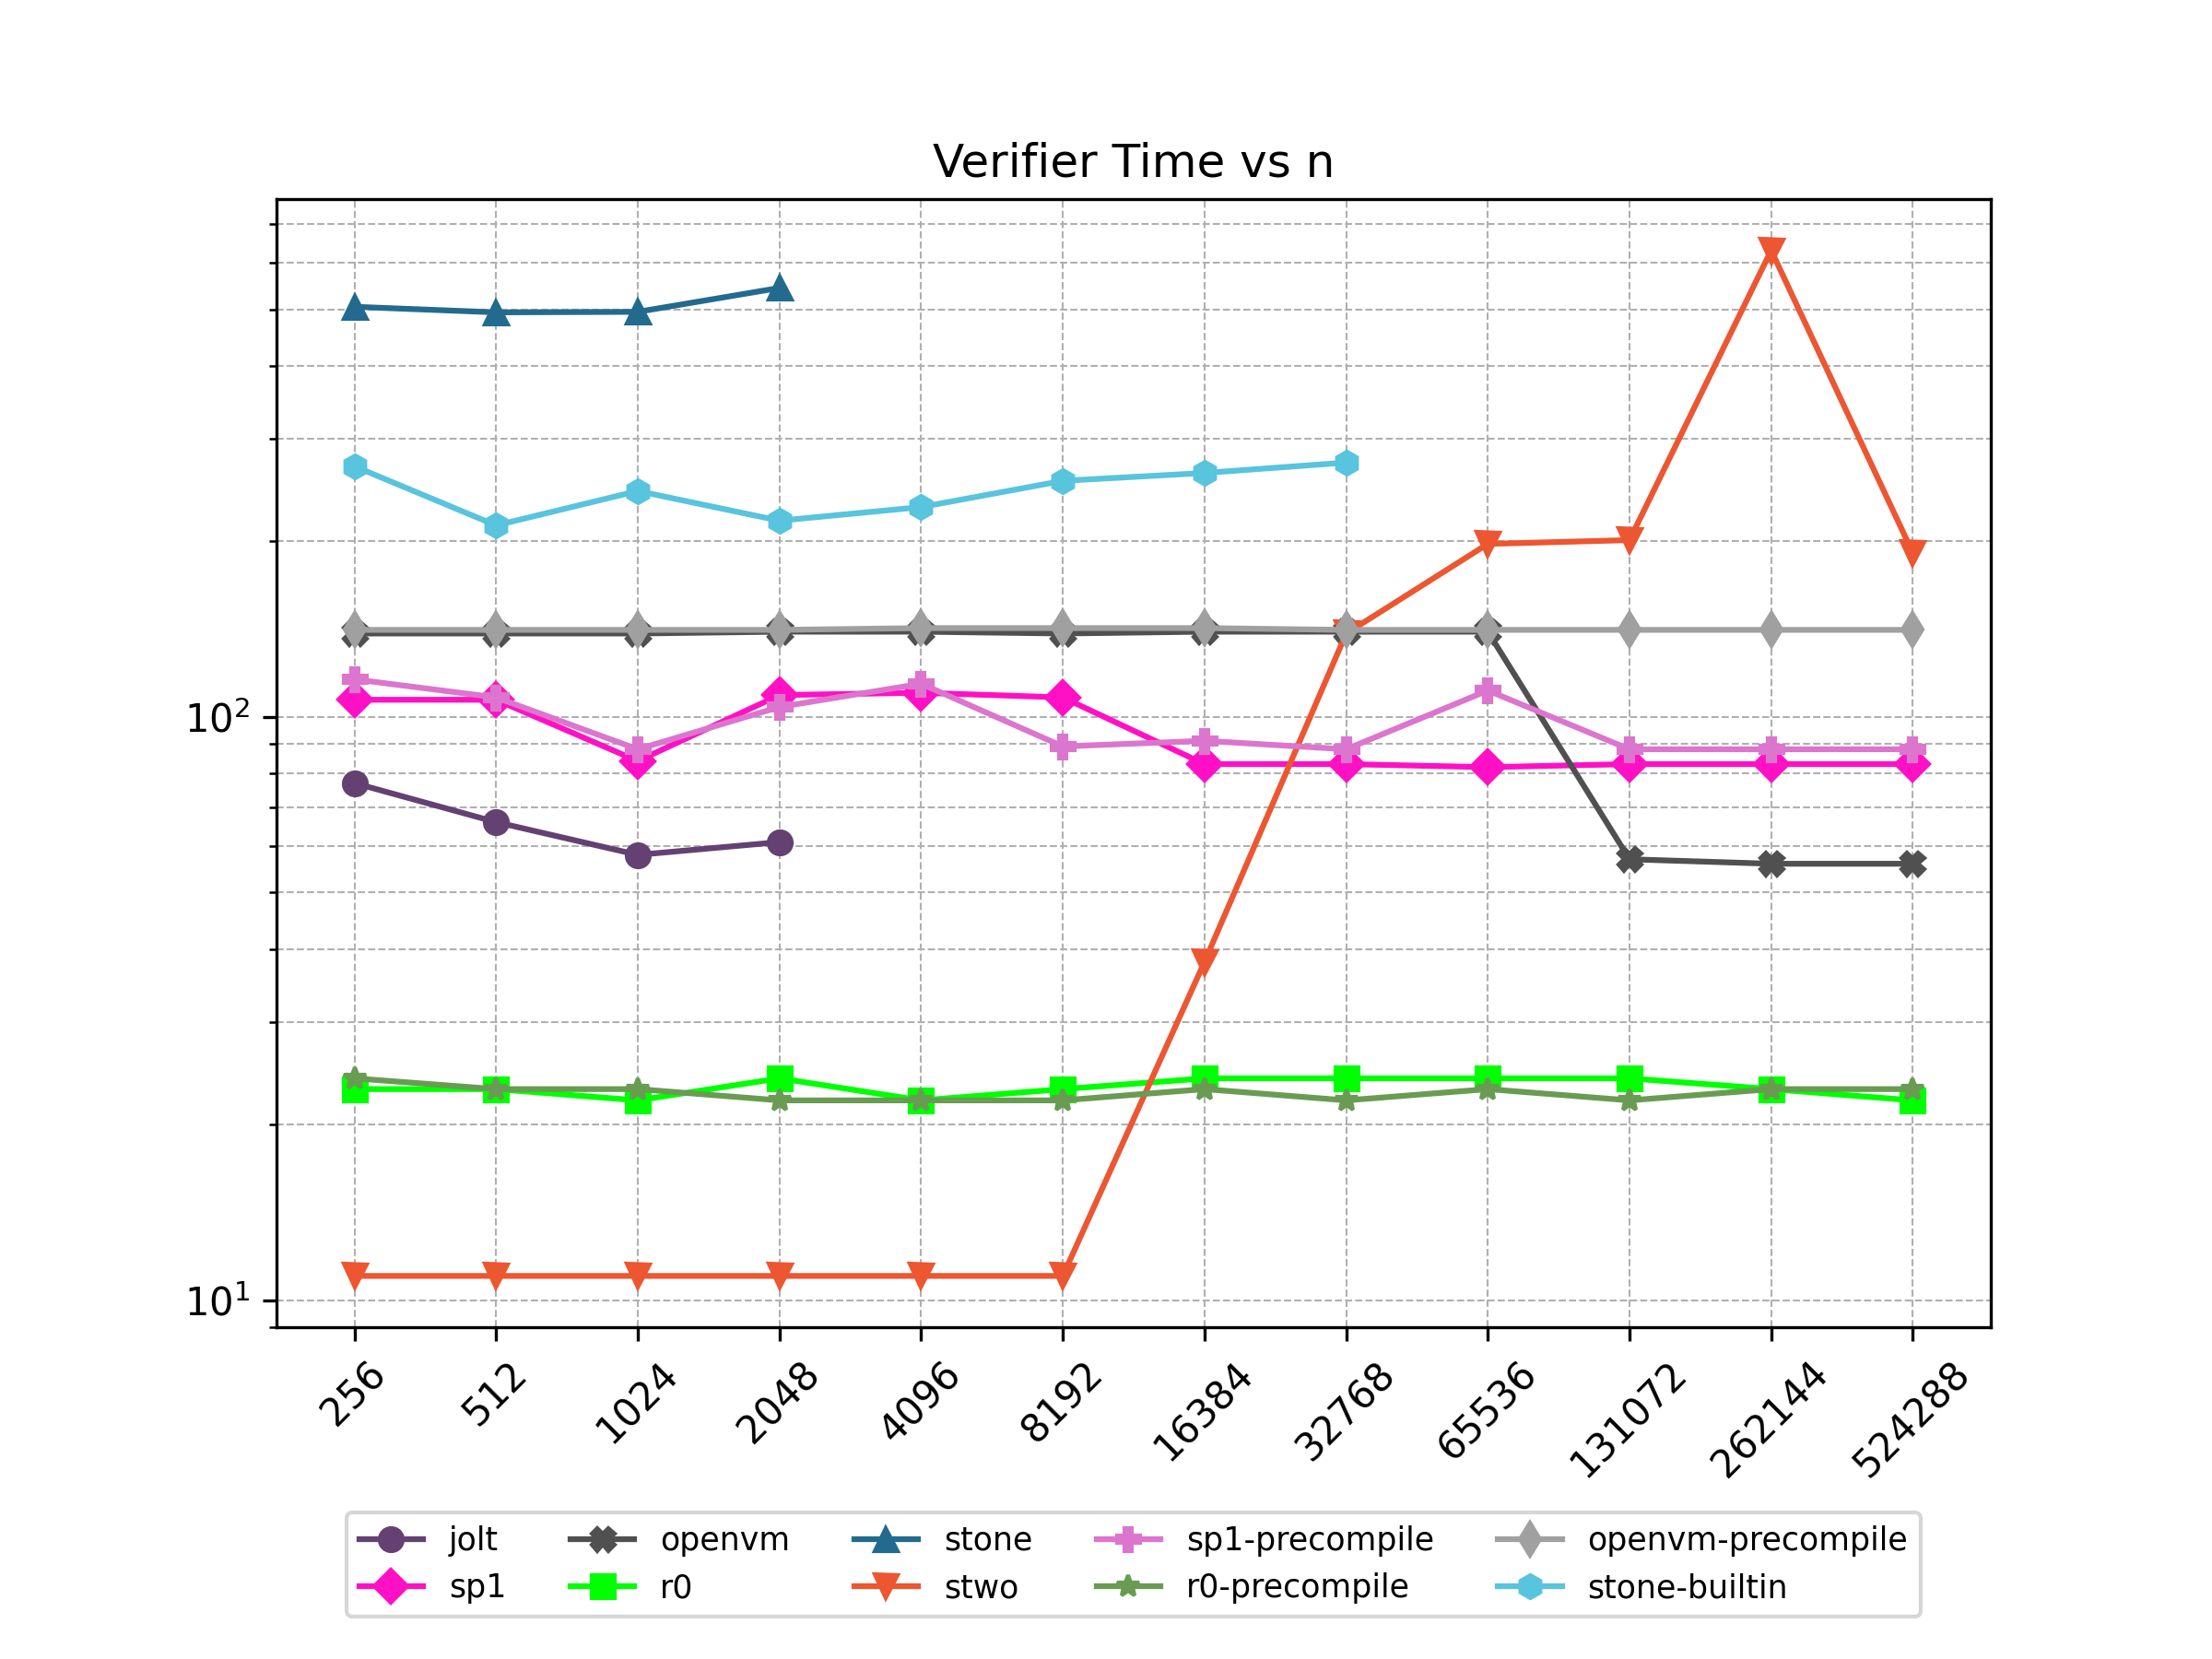 Verifier Time vs n
10²
10¹
256 512 1024 2048 4096 8192 16384 32768 65536 131072 262144 524288
jolt openvm stone sp1-precompile openvm-precompile
sp1 r0 stwo r0-precompile stone-builtin